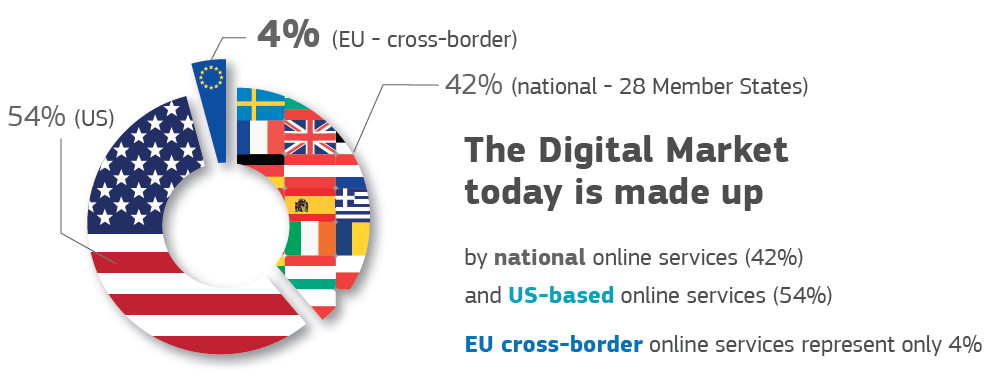 4% (EU - cross-border)
42% (national - 28 Member States)
54% (US)
The Digital Market
today is made up
by national online services (42%)
and US-based online services (54%)
EU cross-border online services represent only 4%